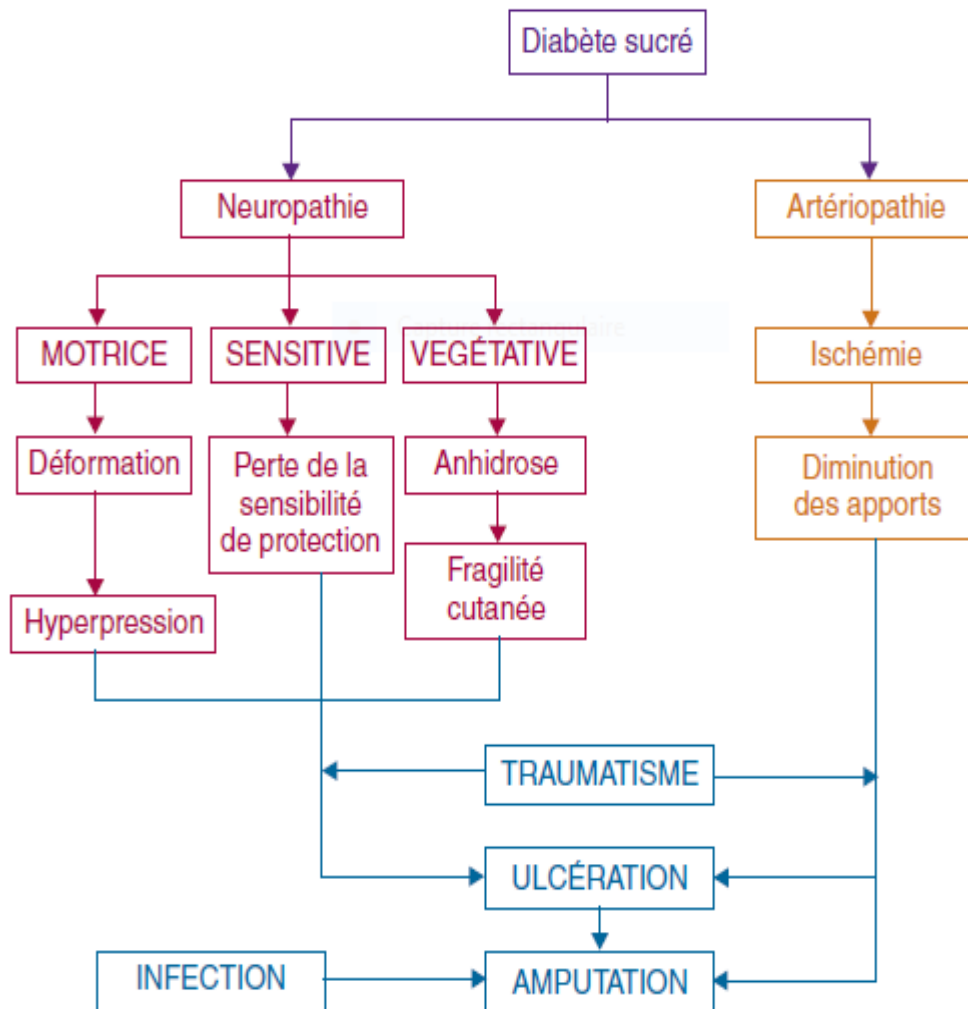 Diabète sucré
Neuropathie
Artériopathie
MOTRICE
SENSITIVE
VEGÉTATIVE
Ischémie
Déformation
Perte de la
sensibilité
de protection
Anhidrose
Diminution
des apports
Fragilité
cutanée
Hyperpression
TRAUMATISME
ULCÉRATION
INFECTION
AMPUTATION